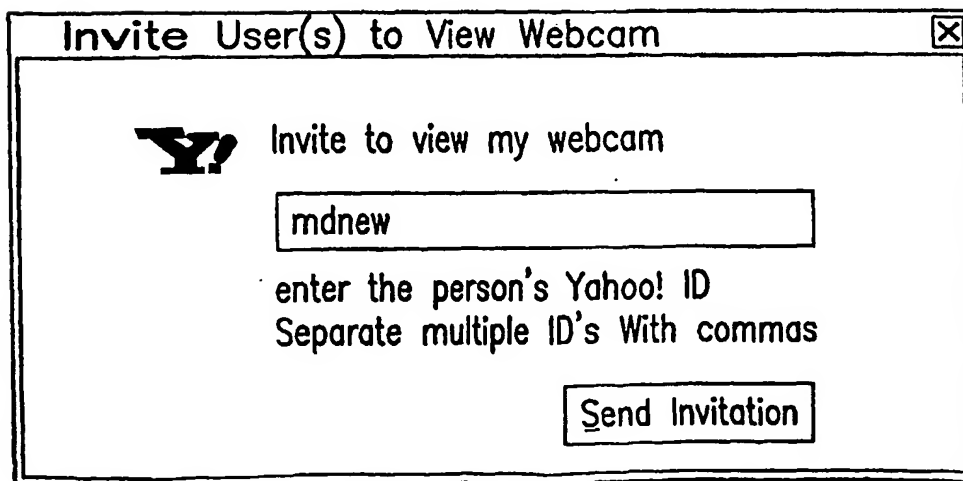 Invite User(s) to View Webcam
Y! Invite to view my webcam
mdnew
enter the person's Yahoo! ID
Separate multiple ID's With commas
Send Invitation